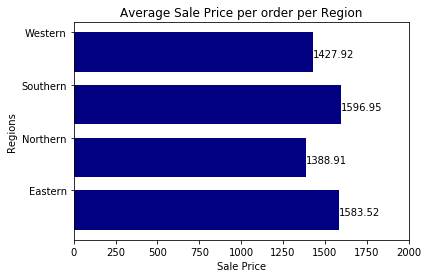 Average Sale Price per order per Region
Western
1427.92
Southern
1596.95
Regions
Northern
1388.91
Eastern
1583.52
0 250 500 750 1000 1250 1500 1750 2000
Sale Price